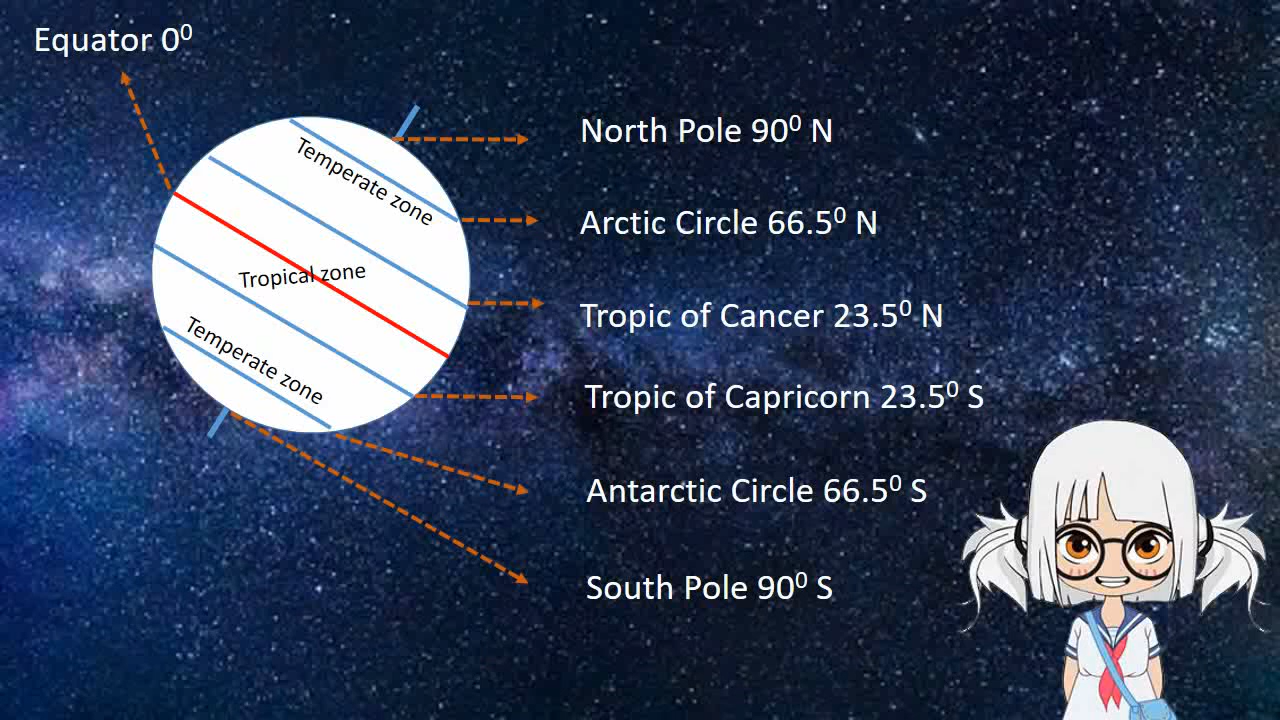 Equator 0⁰
North Pole 90⁰ N
Temperate zone
Arctic Circle 66.5⁰ N
Tropical zone
Tropic of Cancer 23.5⁰ N
Temperate zone
Tropic of Capricorn 23.5⁰ S
Antarctic Circle 66.5⁰ S
South Pole 90⁰ S